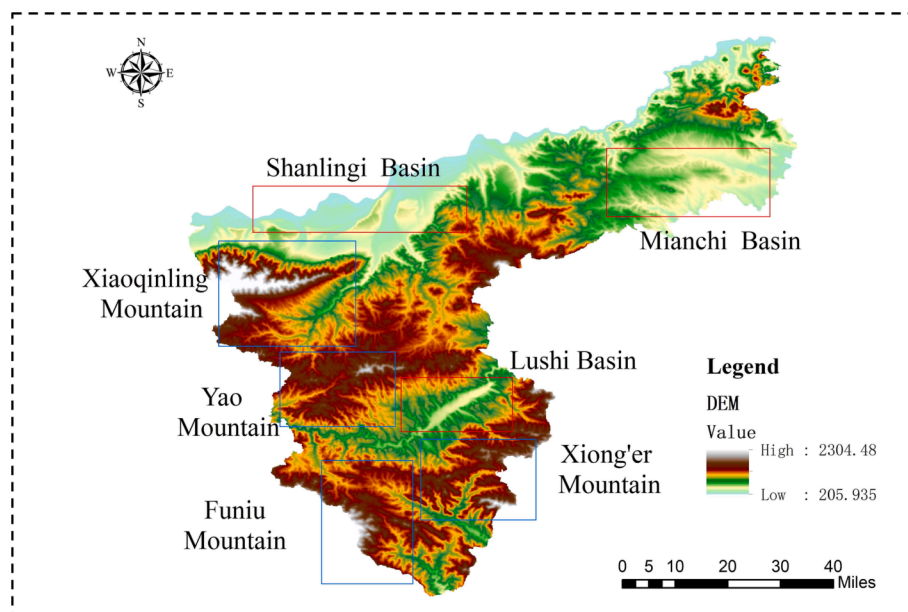 N
W E
S
Shanlingi Basin
Mianchi Basin
Xiaoqinling
Mountain
Lushi Basin
Yao
Mountain
Xiong'er
Mountain
Funiu
Mountain
Legend
DEM
Value
High : 2304.48
Low : 205.935
0 5 10 20 30 40
Miles